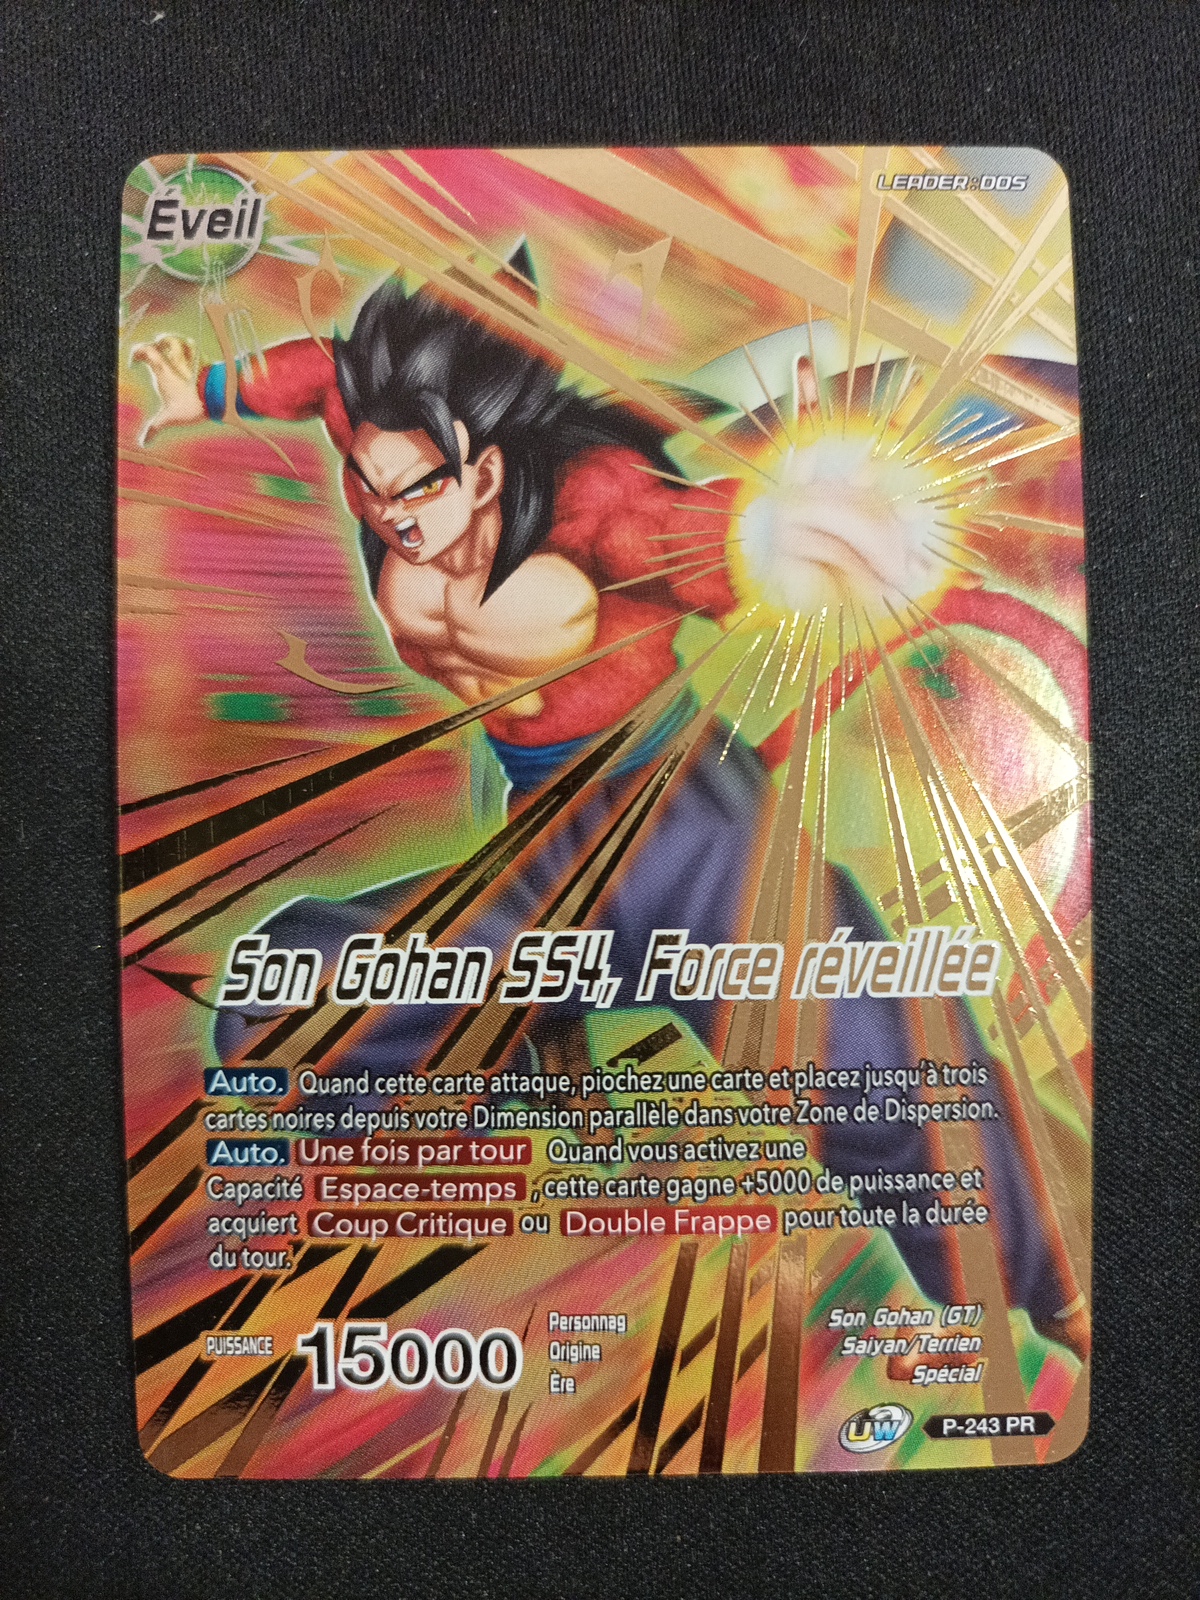 Éveil
LEADER:DOS
Son Gohan SS4, Force réveillée
Auto. Quand cette carte attaque, piochez une carte et placez jusqu'à trois
cartes noires depuis votre Dimension parallèle dans votre Zone de Dispersion.
Auto. Une fois par tour Quand vous activez une
Capacité Espace-temps , cette carte gagne +5000 de puissance et
acquiert Coup Critique ou Double Frappe pour toute la durée
du tour.
PUISSANCE 15000
Personnag Son Gohan (GT)
Origine Saiyan/Terrien
Ère Spécial
UW P-243 PR